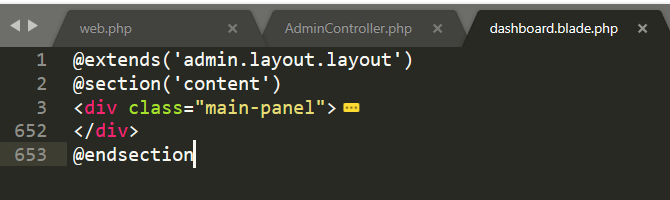 web.php AdminController.php dashboard.blade.php
1 @extends('admin.layout.layout')
2 @section('content')
3 <div class="main-panel">
652 </div>
653 @endsection